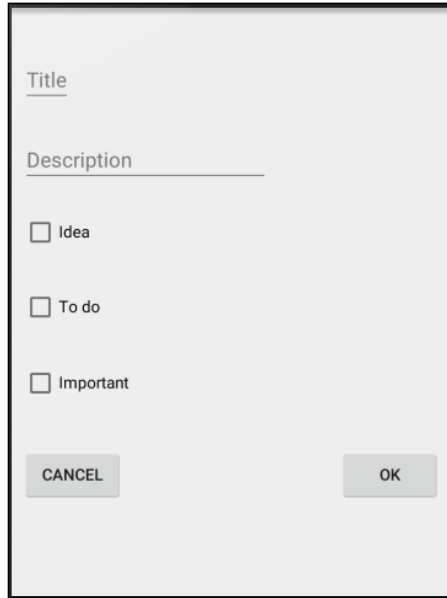 Title
Description
Idea
To do
Important
CANCEL
OK